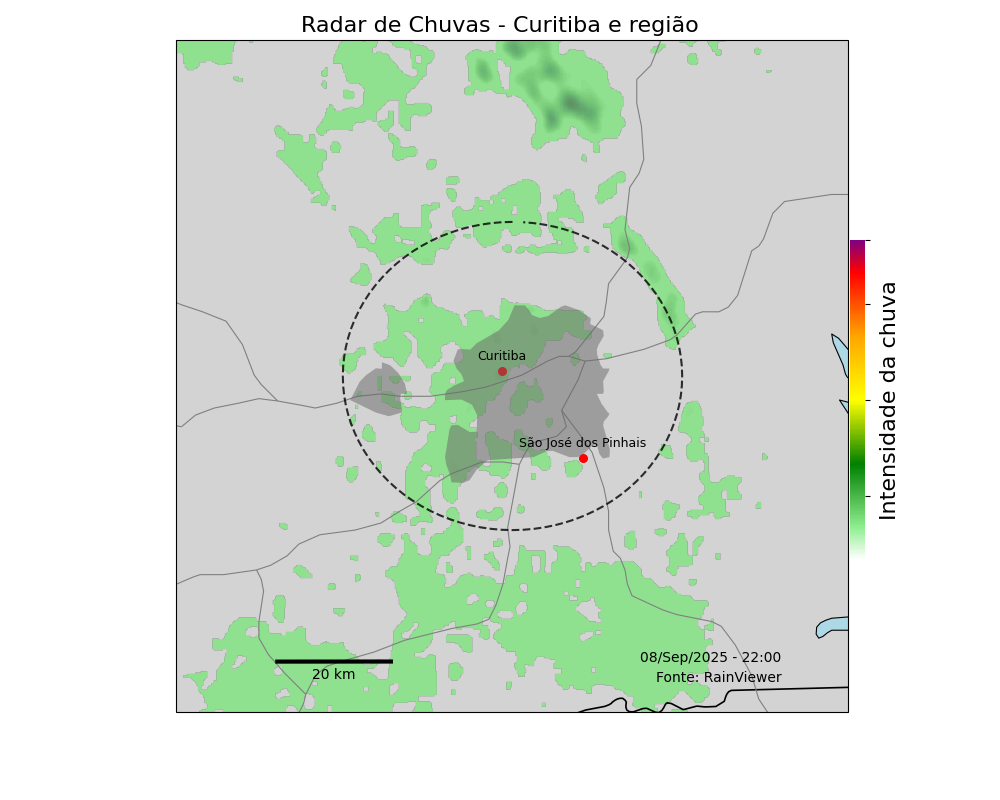 Radar de Chuvas - Curitiba e região
Curitiba
São José dos Pinhais
Intensidade da chuva
08/Sep/2025 - 22:00
Fonte: RainViewer
20 km